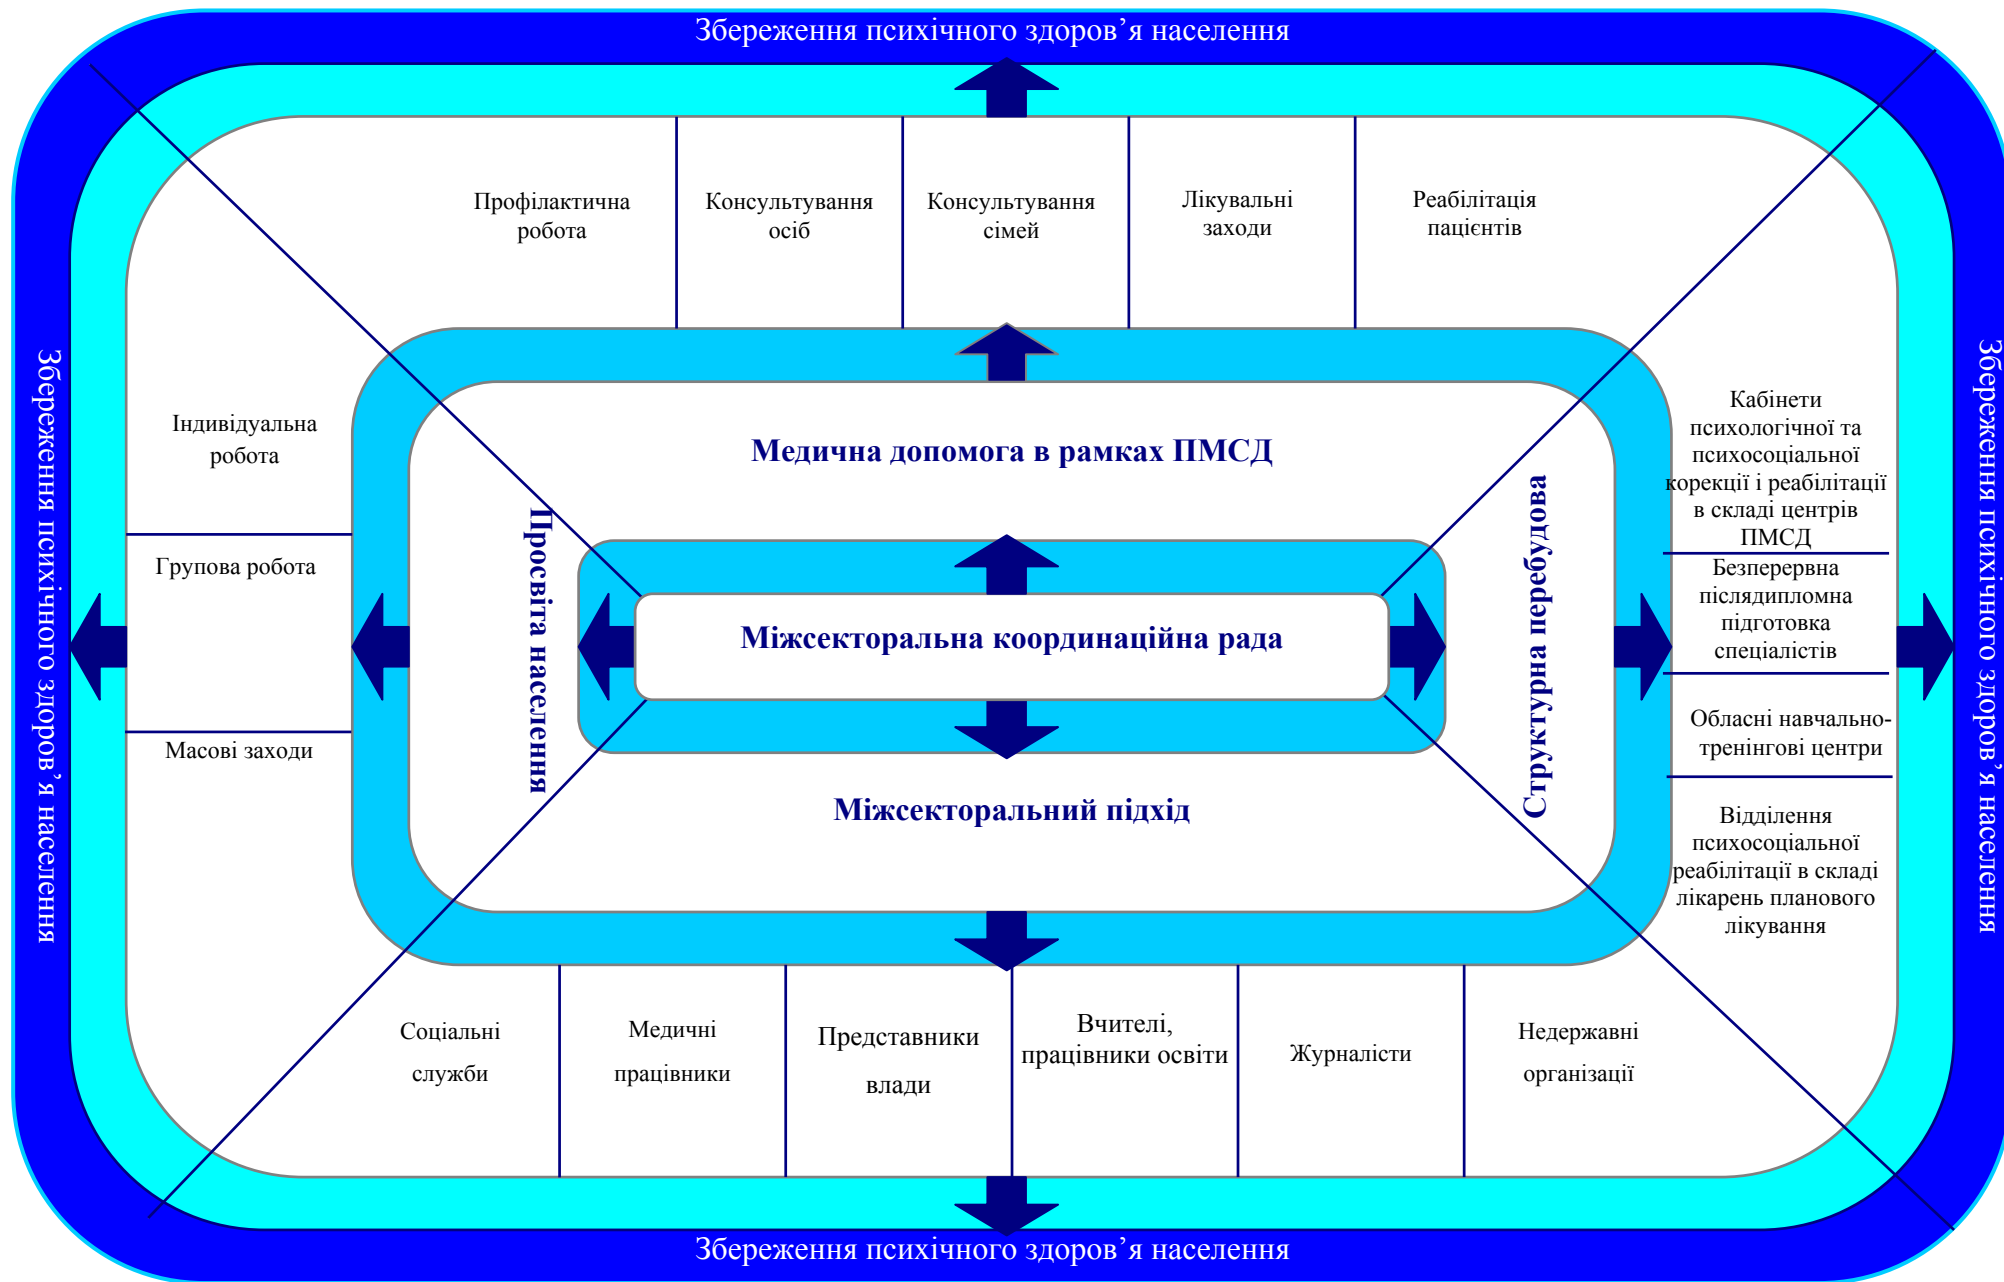 Збереження психічного здоров’я населення
Профілактична
робота
Консультування
осіб
Консультування
сімей
Лікувальні
заходи
Реабілітація
пацієнтів
Збереження психічного здоров’я населення
Індивідуальна
робота
Групова робота
Масові заходи
Медична допомога в рамках ПМСД
Просвіта населення
Міжсекторальна координаційна рада
Структурна перебудова
Міжсекторальний підхід
Кабінети
психологічної та
психосоціальної
корекції і реабілітації
в складі центрів
ПМСД
Безперервна
післядипломна
підготовка
спеціалістів
Обласні навчально-
тренінгові центри
Відділення
психосоціальної
реабілітації в складі
лікарень планового
лікування
Збереження психічного здоров’я населення
Соціальні
служби
Медичні
працівники
Представники
влади
Вчителі,
працівники освіти
Журналісти
Недержавні
організації
Збереження психічного здоров’я населення